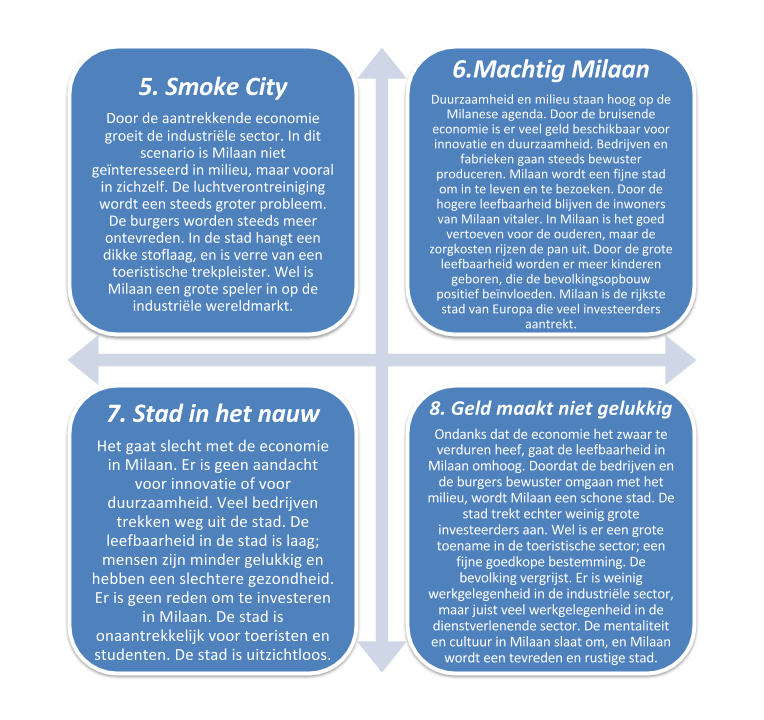 5. Smoke City
Door de aantrekkende economie
groeit de industriële sector. In dit
scenario is Milaan niet
geïnteresseerd in milieu, maar vooral
in zichzelf. De luchtverontreiniging
wordt een steeds groter probleem.
De burgers worden steeds meer
ontevreden. In de stad hangt een
dikke stoflaag, en is verre van een
toeristische trekpleister. Wel is
Milaan een grote speler in op de
industriële wereldmarkt.
6.Machtig Milaan
Duurzaamheid en milieu staan hoog op de
Milanese agenda. Door de bruisende
economie is er veel geld beschikbaar voor
innovatie en duurzaamheid. Bedrijven en
fabrieken gaan steeds bewuster
produceren. Milaan wordt een fijne stad
om in te leven en te bezoeken. Door de
hogere leefbaarheid blijven de inwoners
van Milaan vitaler. In Milaan is het goed
vertoeven voor de ouderen, maar de
zorgkosten rijzen de pan uit. Door de grote
leefbaarheid worden er meer kinderen
geboren, die de bevolkingsopbouw
positief beïnvloeden. Milaan is de rijkste
stad van Europa die veel investeerders
aantrekt.
7. Stad in het nauw
Het gaat slecht met de economie
in Milaan. Er is geen aandacht
voor innovatie of voor
duurzaamheid. Veel bedrijven
trekken weg uit de stad. De
leefbaarheid in de stad is laag;
mensen zijn minder gelukkig en
hebben een slechtere gezondheid.
Er is geen reden om te investeren
in Milaan. De stad is
onaantrekkelijk voor toeristen en
studenten. De stad is uitzichtloos.
8. Geld maakt niet gelukkig
Ondanks dat de economie het zwaar te
verduren heef, gaat de leefbaarheid in
Milaan omhoog. Doordat de bedrijven en
de burgers bewuster omgaan met het
milieu, wordt Milaan een schone stad. De
stad trekt echter weinig grote
investeerders aan. Wel is er een grote
toename in de toeristische sector; een
fijne goedkope bestemming. De
bevolking vergrijst. Er is weinig
werkgelegenheid in de industriële sector,
maar juist veel werkgelegenheid in de
dienstverlenende sector. De mentaliteit
en cultuur in Milaan slaat om, en Milaan
wordt een tevreden en rustige stad.